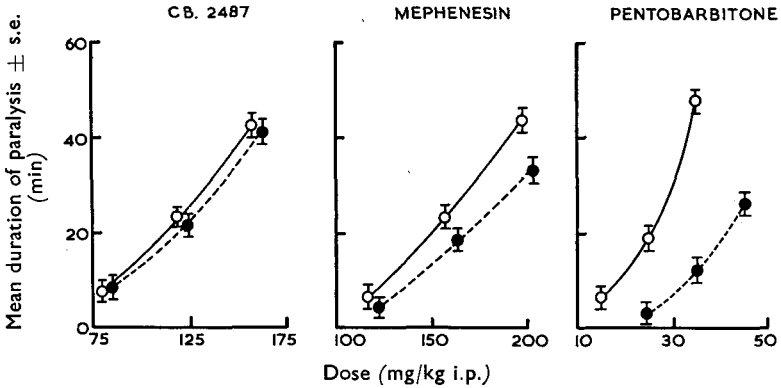 CB. 2487
MEPHENESIN
PENTOBARBITONE
Mean duration of paralysis ± s.e.
(min)
60
40
20
0
75 125 175
100 150 200
10 30 50
Dose (mg/kg i.p.)